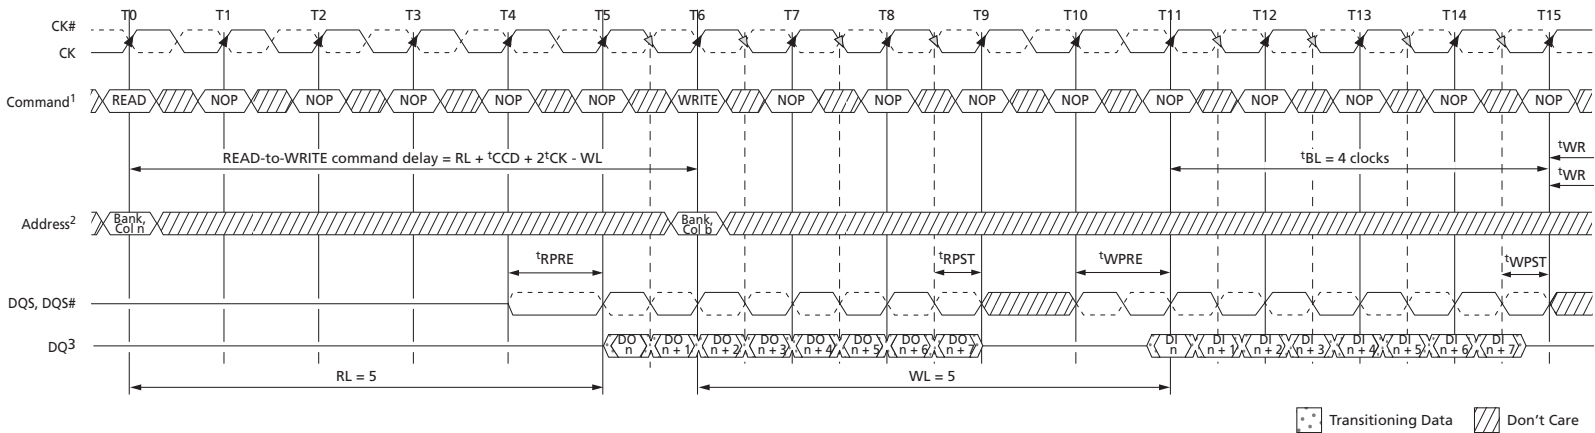 T0 T1 T2 T3 T4 T5 T6 T7 T8 T9 T10 T11 T12 T13 T14 T15
CK#
CK
Command1 READ NOP NOP NOP NOP NOP WRITE NOP NOP NOP NOP NOP NOP NOP NOP NOP
READ-to-WRITE command delay = RL + tCCD + 2tCK - WL tBL = 4 clocks tWR
tWR
Address2 Bank, Col n Bank, Col b
tRPRE tRPST tWPRE tWPST
DQS, DQS#
DQ3 DO n DO n + 1 DO n + 2 DO n + 3 DO n + 4 DO n + 5 DO n + 6 DO n + 7 DI n DI n + 1 DI n + 2 DI n + 3 DI n + 4 DI n + 5 DI n + 6 DI n + 7
RL = 5 WL = 5
Transitioning Data Don't Care